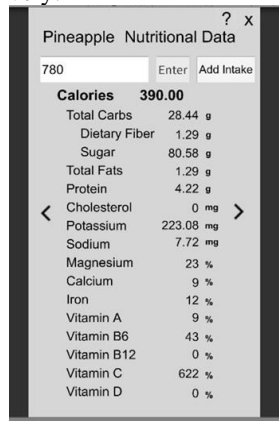 ? x
Pineapple Nutritional Data
780 Enter Add Intake
Calories 390.00
Total Carbs 28.44 g
Dietary Fiber 1.29 g
Sugar 80.58 g
Total Fats 1.29 g
Protein 4.22 g
Cholesterol 0 mg
< >
Potassium 223.08 mg
Sodium 7.72 mg
Magnesium 23 %
Calcium 9 %
Iron 12 %
Vitamin A 9 %
Vitamin B6 43 %
Vitamin B12 0 %
Vitamin C 622 %
Vitamin D 0 %